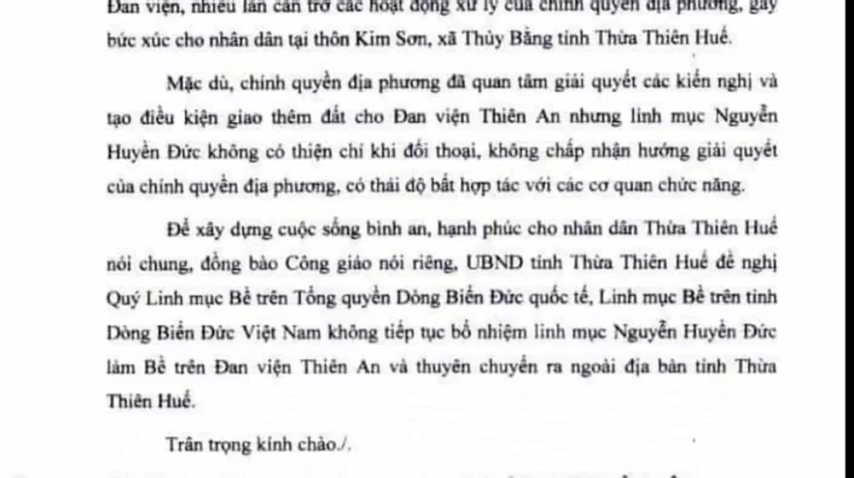 Đan viện, nhiều lần cản trở các hoạt động xử lý của chính quyền địa phương, gây
bức xúc cho nhân dân tại thôn Kim Sơn, xã Thủy Bằng tỉnh Thừa Thiên Huế.
Mặc dù, chính quyền địa phương đã quan tâm giải quyết các kiến nghị và
tạo điều kiện giao thêm đất cho Đan viện Thiên An nhưng linh mục Nguyễn
Huyền Đức không có thiện chí khi đối thoại, không chấp nhận hướng giải quyết
của chính quyền địa phương, có thái độ bất hợp tác với các cơ quan chức năng.
Để xây dựng cuộc sống bình an, hạnh phúc cho nhân dân Thừa Thiên Huế
nói chung, đồng bào Công giáo nói riêng, UBND tỉnh Thừa Thiên Huế đề nghị
Quý Linh mục Bề trên Tổng quyền Dòng Biển Đức quốc tế, Linh mục Bề trên tỉnh
Dòng Biển Đức Việt Nam không tiếp tục bổ nhiệm linh mục Nguyễn Huyền Đức
làm Bề trên Đan viện Thiên An và thuyên chuyển ra ngoài địa bàn tỉnh Thừa
Thiên Huế.
Trân trọng kính chào./.